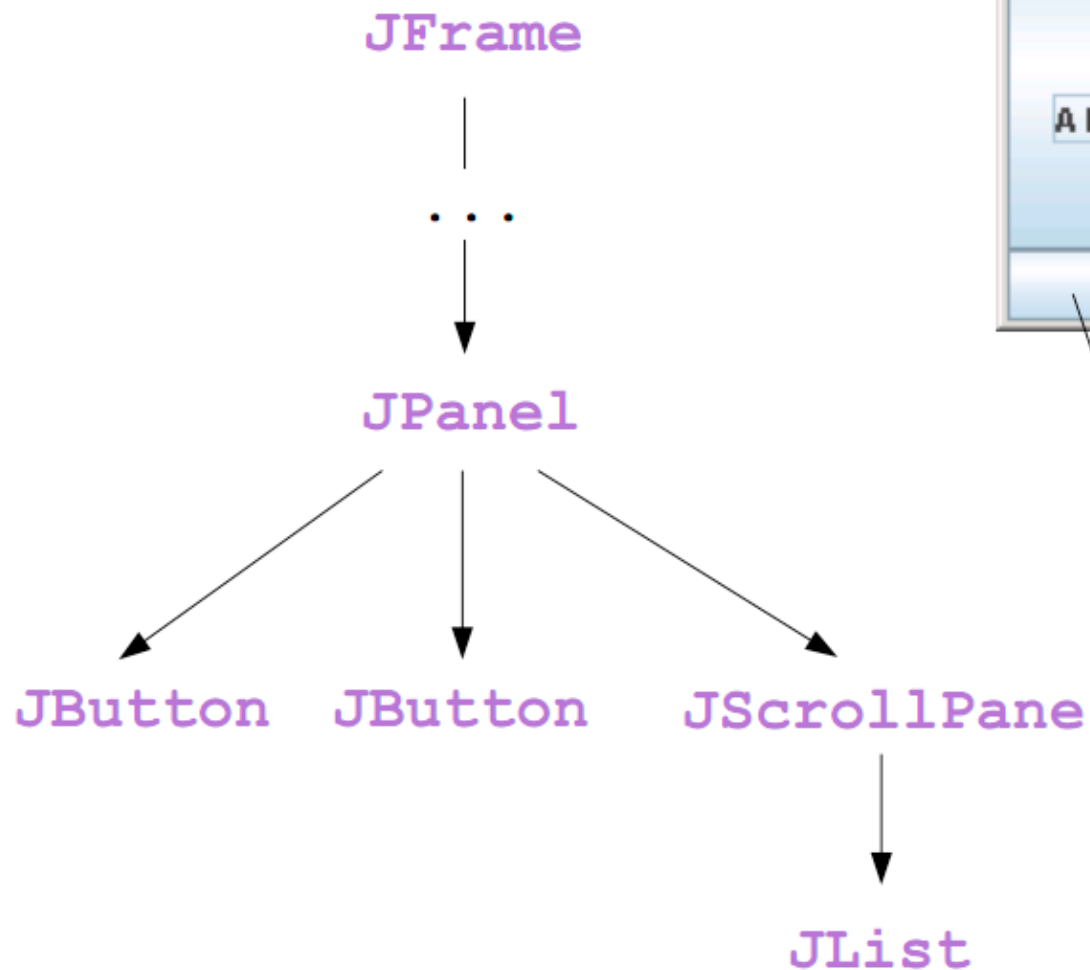 JFrame
. . .
JPanel
JButton JButton JScrollPane
JList